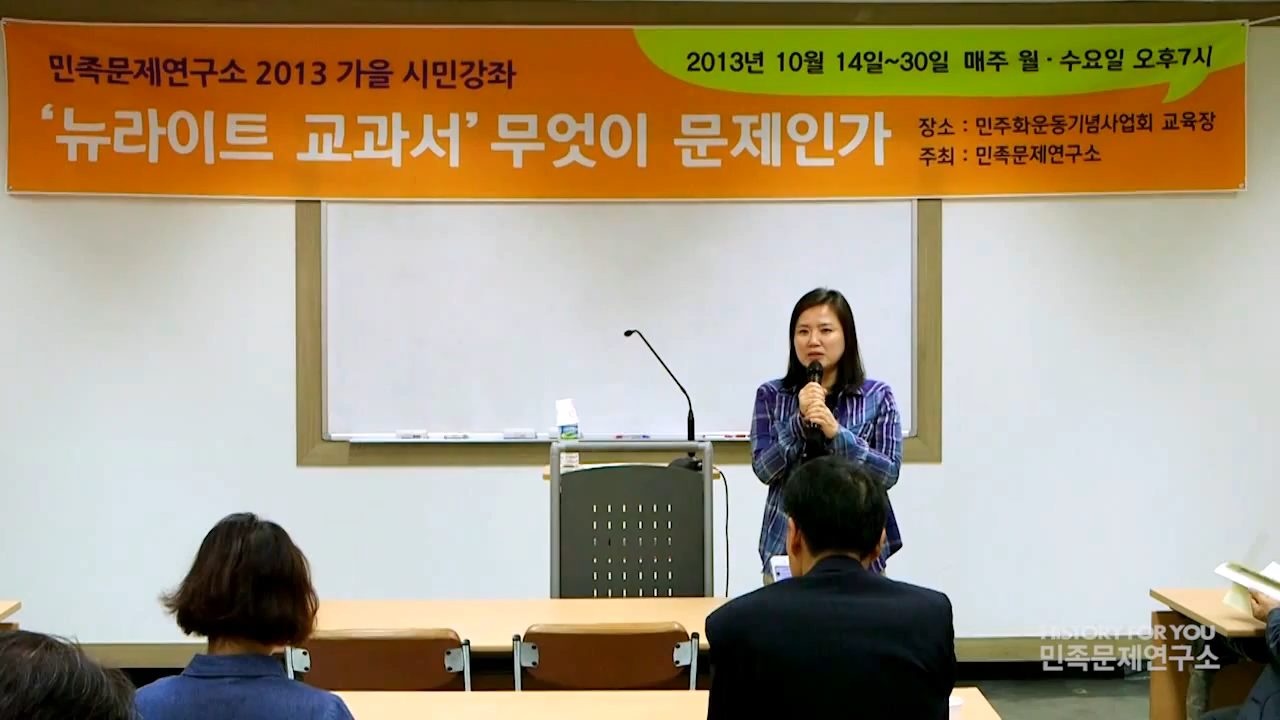 민족문제연구소 2013 가을 시민강좌
2013년 10월 14일~30일 매주 월·수요일 오후7시
‘뉴라이트 교과서’ 무엇이 문제인가
장소 : 민주화운동기념사업회 교육장
주최 : 민족문제연구소
HISTORY FOR YOU
민족문제연구소